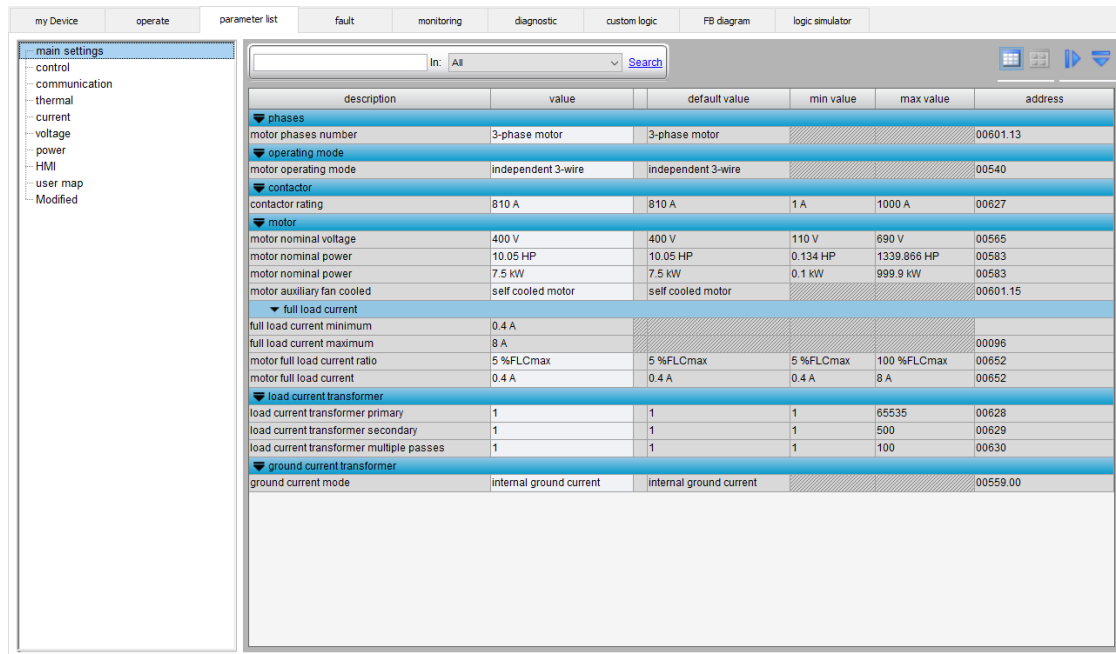 my Device operate parameter list fault monitoring diagnostic custom logic FB diagram logic simulator
main settings
control
communication
thermal
current
voltage
power
HMI
user map
Modified
In: All Search
description value default value min value max value address
phases
motor phases number 3-phase motor 3-phase motor 00601.13
operating mode
motor operating mode independent 3-wire independent 3-wire 00540
contactor
contactor rating 810 A 810 A 1 A 1000 A 00627
motor
motor nominal voltage 400 V 400 V 110 V 690 V 00565
motor nominal power 10.05 HP 10.05 HP 0.134 HP 1339.866 HP 00583
motor nominal power 7.5 kW 7.5 kW 0.1 kW 999.9 kW 00583
motor auxiliary fan cooled self cooled motor self cooled motor 00601.15
full load current
full load current minimum 0.4 A
full load current maximum 8 A 00096
motor full load current ratio 5 %FLCmax 5 %FLCmax 5 %FLCmax 100 %FLCmax 00652
motor full load current 0.4 A 0.4 A 0.4 A 8 A 00652
load current transformer
load current transformer primary 1 1 1 65535 00628
load current transformer secondary 1 1 1 500 00629
load current transformer multiple passes 1 1 1 100 00630
ground current transformer
ground current mode internal ground current internal ground current 00559.00